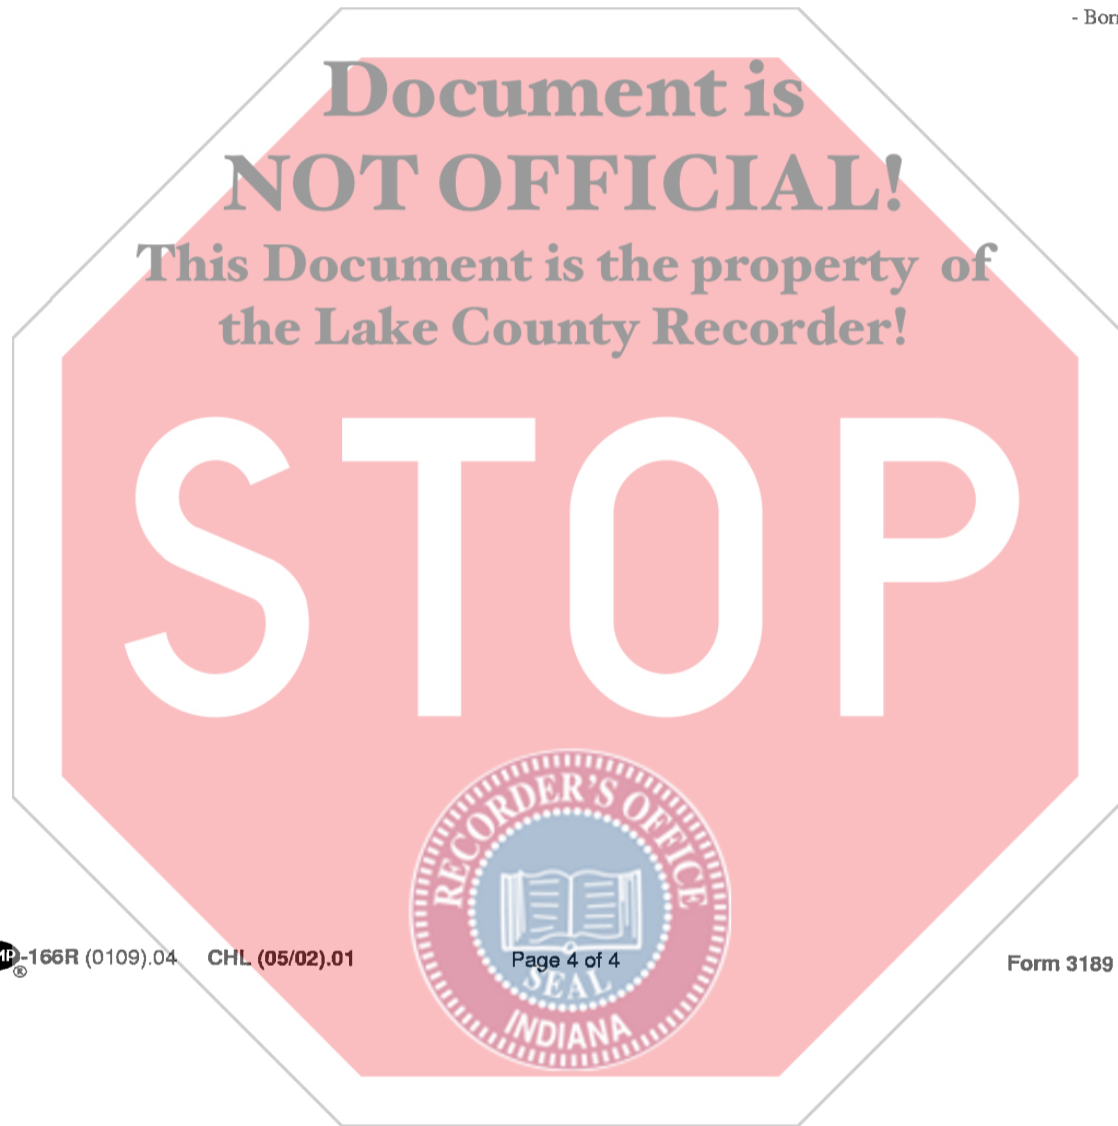 - Bor
Document is
NOT OFFICIAL!
This Document is the property of
the Lake County Recorder!
STOP
RECORDER'S OFFICE
SEAL
INDIANA
MP-166R (0109).04 CHL (05/02).01 Page 4 of 4 Form 3189
®